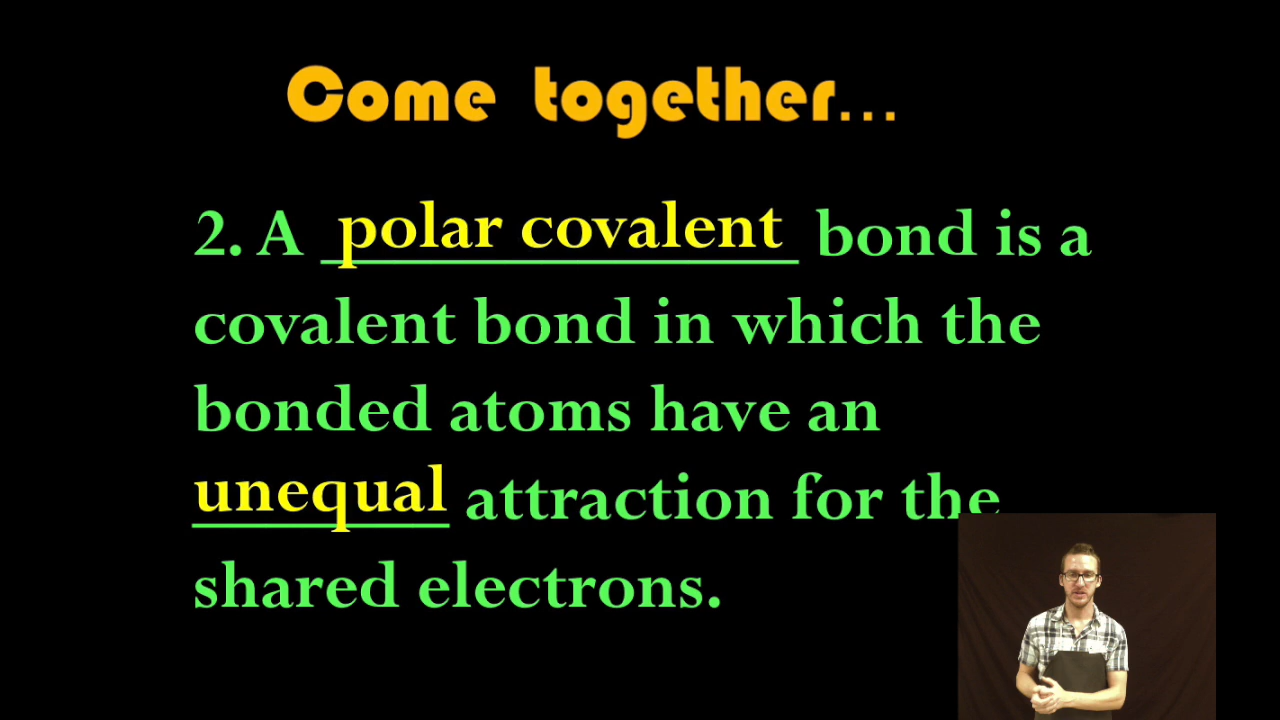 Come together...
2. A polar covalent bond is a
covalent bond in which the
bonded atoms have an
unequal attraction for the
shared electrons.